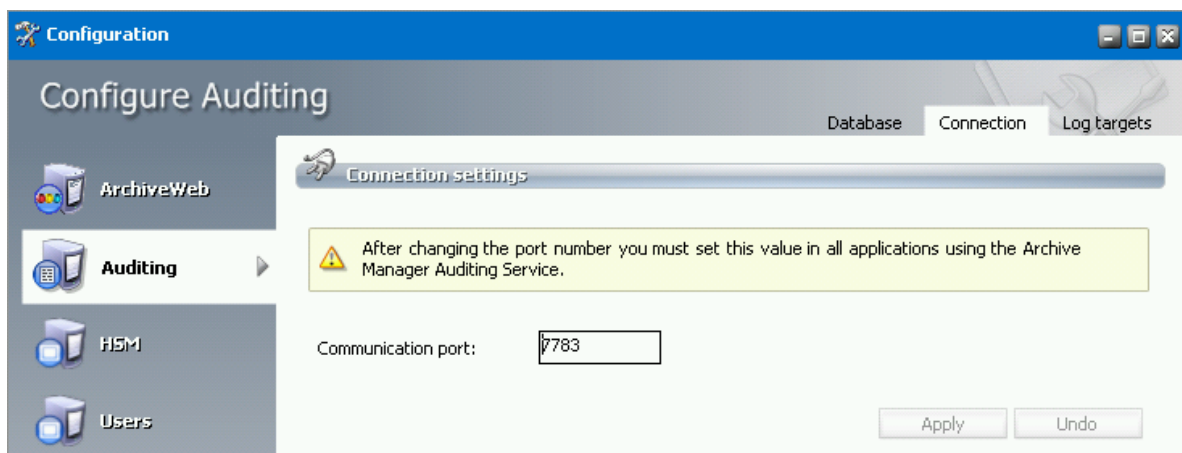 Configuration
Configure Auditing
Database Connection Log targets
ArchiveWeb
Connection settings
Auditing
After changing the port number you must set this value in all applications using the Archive
Manager Auditing Service.
HSM
Communication port: 7783
Users
Apply Undo